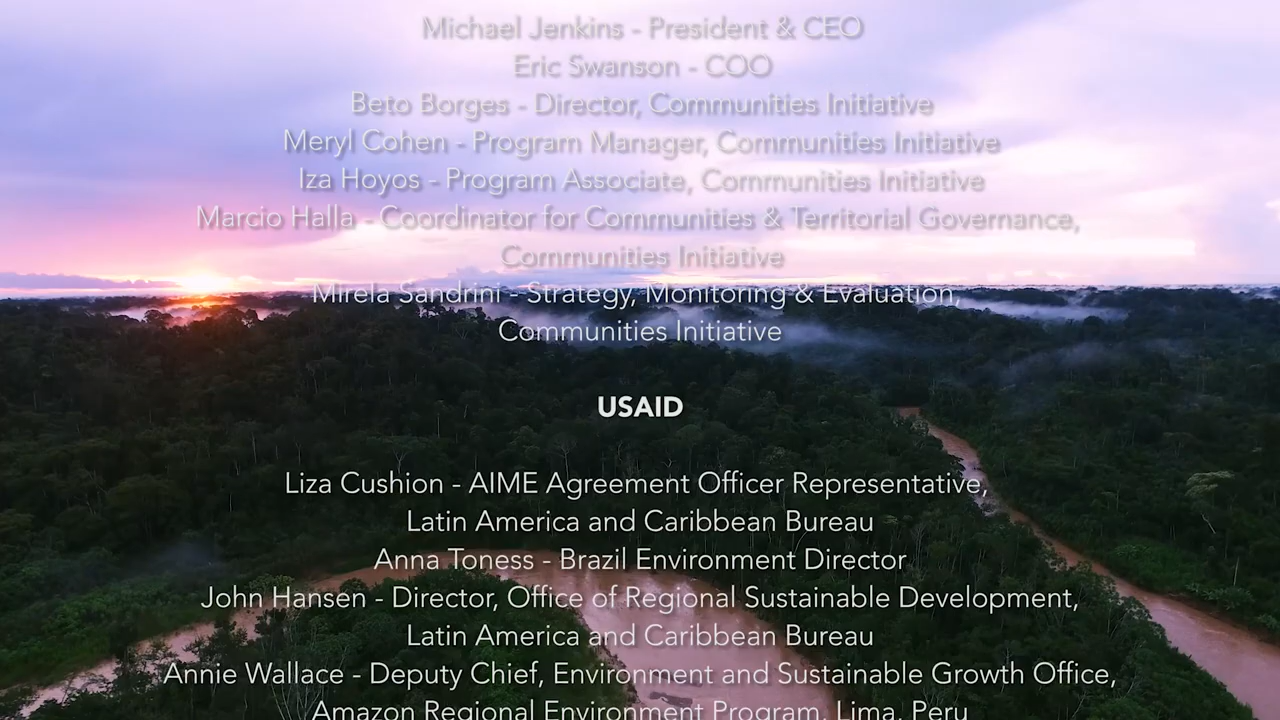 Michael Jenkins - President & CEO
Eric Swanson - COO
Beto Borges - Director, Communities Initiative
Meryl Cohen - Program Manager, Communities Initiative
Iza Hoyos - Program Associate, Communities Initiative
Marcio Halla - Coordinator for Communities & Territorial Governance,
Communities Initiative
Mirela Sandrini - Strategy, Monitoring & Evaluation,
Communities Initiative
USAID
Liza Cushion - AIME Agreement Officer Representative,
Latin America and Caribbean Bureau
Anna Toness - Brazil Environment Director
John Hansen - Director, Office of Regional Sustainable Development,
Latin America and Caribbean Bureau
Annie Wallace - Deputy Chief, Environment and Sustainable Growth Office,
Amazon Regional Environment Program, Lima, Peru